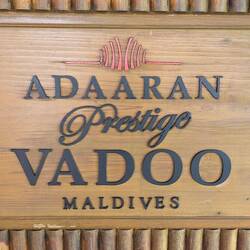 ADAARAN
Prestige
VADOO
MALDIVES